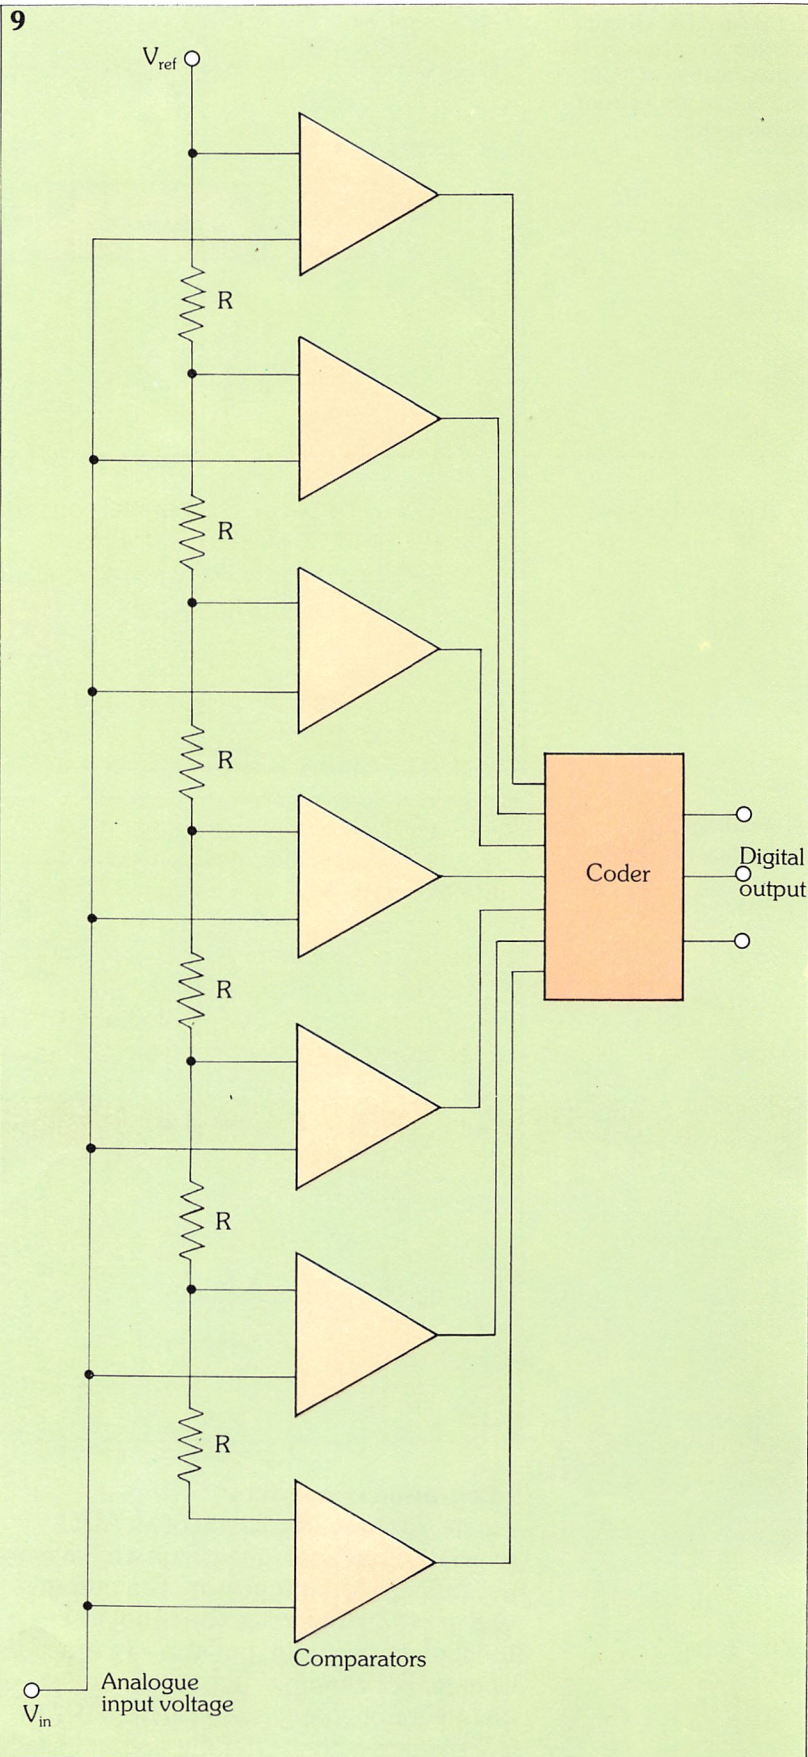 9
V_ref
R
R
R
R
R
R
Coder
Digital
output
Comparators
Analogue
input voltage
V_in